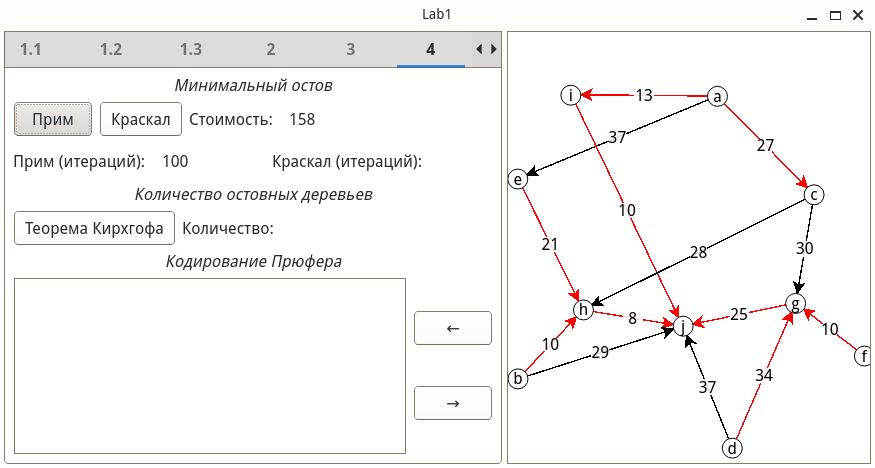 Lab1
1.1 1.2 1.3 2 3 4
Минимальный остов
Прим Краскал Стоимость: 158
Прим (итераций): 100 Краскал (итераций):
Количество остовных деревьев
Теорема Кирхгофа Количество:
Кодирование Прюфера
←
→
i 13 a
37
27
e
c
10
21
28 30
h 8 j 25 g
10 29 10
f
b 37 34
d